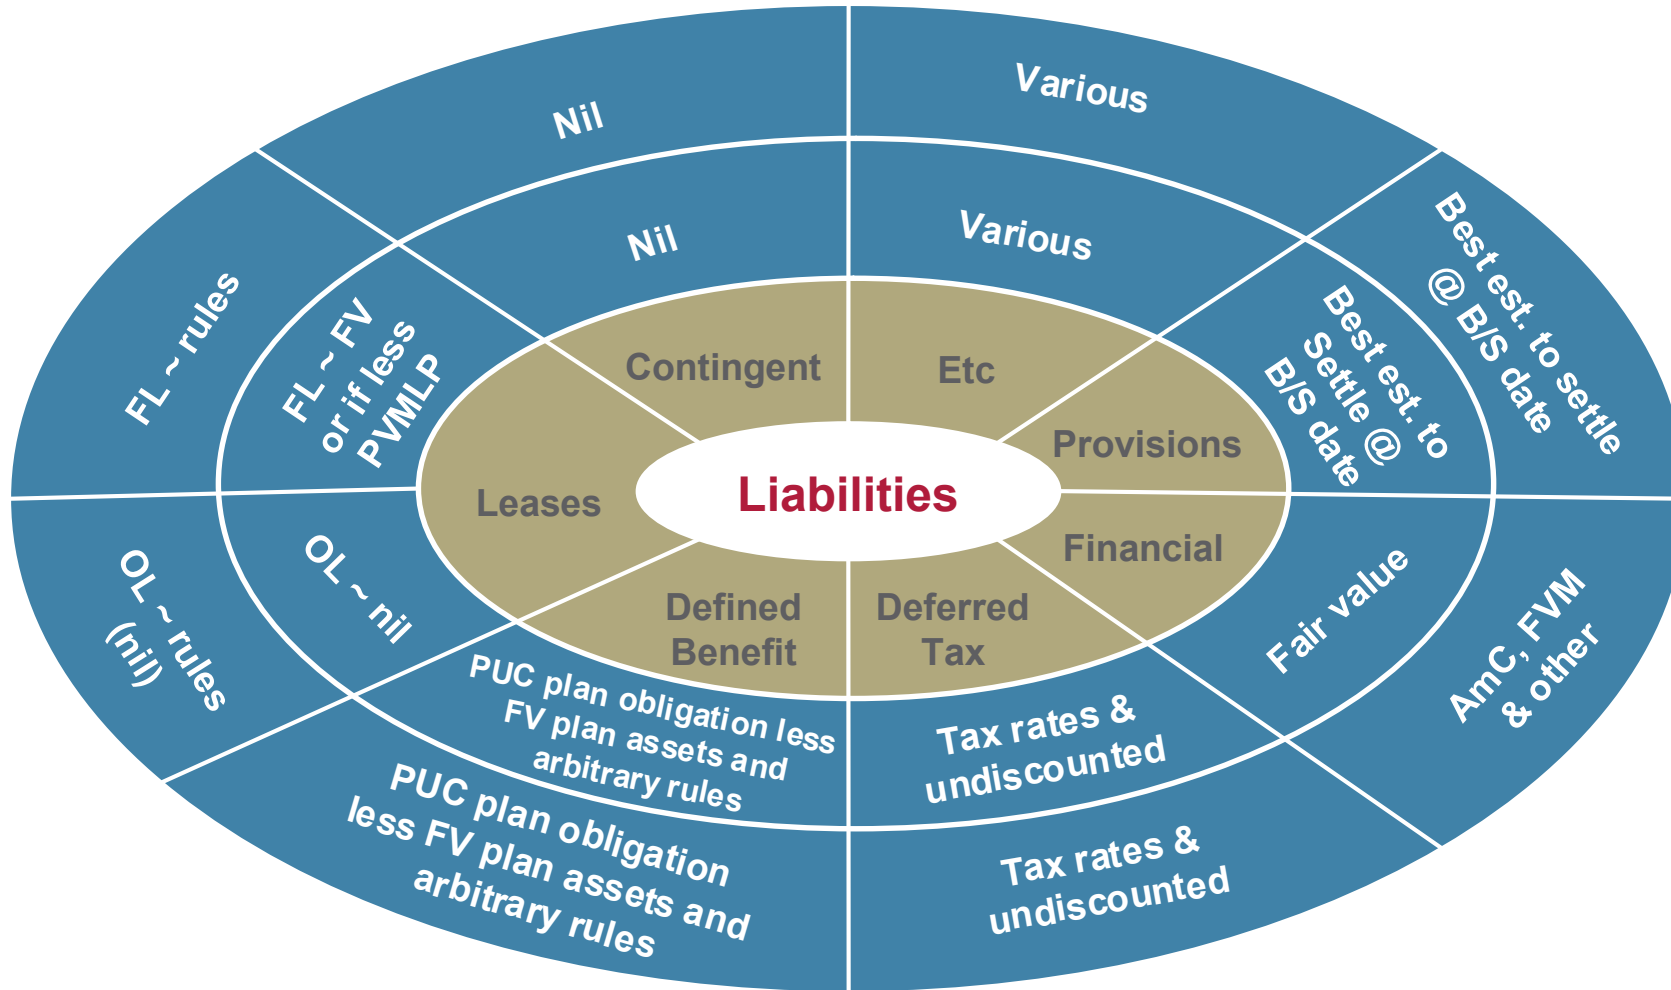 Nil
Various
Nil
Various
FL ~ rules
FL ~ FV
or if less
PVMLP
Best est. to
Settle @
B/S date
Best est. to settle
@ B/S date
Contingent
Etc
Provisions
Leases
Liabilities
Financial
Defined
Benefit
Deferred
Tax
OL ~ rules
(nil)
OL ~ nil
Fair value
AmC, FVM
& other
PUC plan obligation less
FV plan assets and
arbitrary rules
Tax rates &
undiscounted
PUC plan obligation
less FV plan assets and
arbitrary rules
Tax rates &
undiscounted